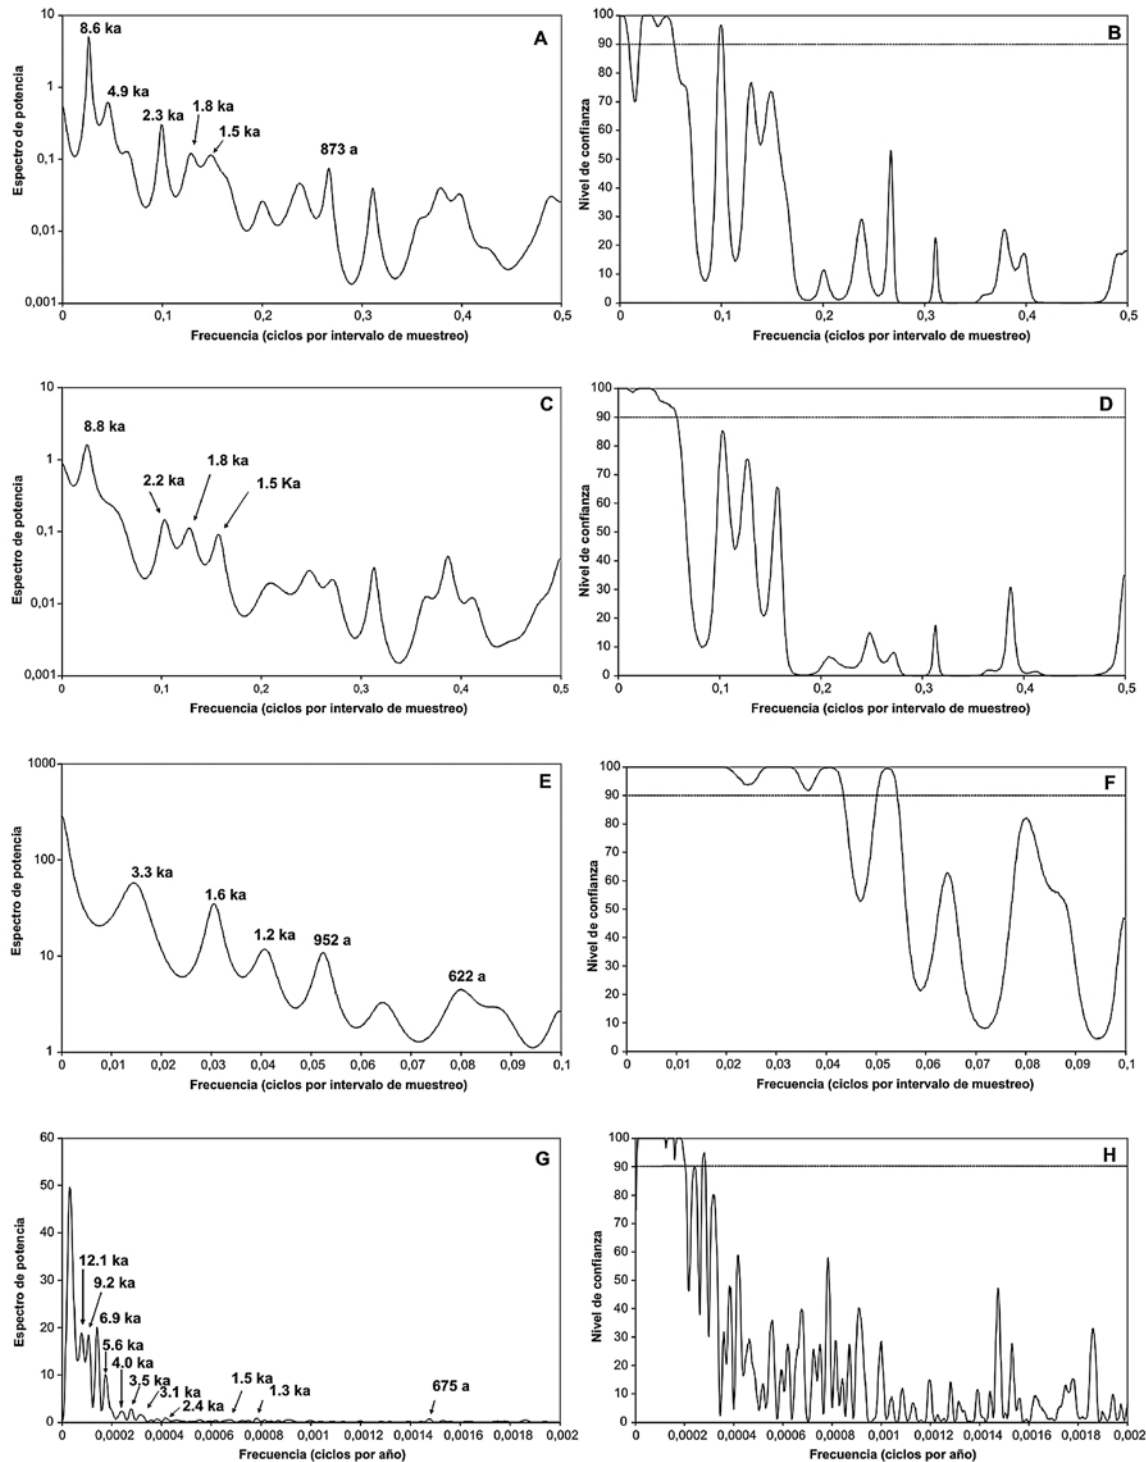 Espectro de potencia
10
1
0,1
0,01
0,001
A
8.6 ka
4.9 ka
2.3 ka
1.8 ka
1.5 ka
873 a
0
0,1
0,2
0,3
0,4
0,5
Frecuencia (ciclos por intervalo de muestreo)
Nivel de confianza
100
90
80
70
60
50
40
30
20
10
0
B
0
0,1
0,2
0,3
0,4
0,5
Frecuencia (ciclos por intervalo de muestreo)
Espectro de potencia
10
1
0,1
0,01
0,001
C
8.8 ka
2.2 ka
1.8 ka
1.5 Ka
0
0,1
0,2
0,3
0,4
0,5
Frecuencia (ciclos por intervalo de muestreo)
Nivel de confianza
100
90
80
70
60
50
40
30
20
10
0
D
0
0,1
0,2
0,3
0,4
0,5
Frecuencia (ciclos por intervalo de muestreo)
Espectro de potencia
1000
100
10
1
E
3.3 ka
1.6 ka
1.2 ka
952 a
622 a
0
0,01
0,02
0,03
0,04
0,05
0,06
0,07
0,08
0,09
0,1
Frecuencia (ciclos por intervalo de muestreo)
Nivel de confianza
100
90
80
70
60
50
40
30
20
10
0
F
0
0,01
0,02
0,03
0,04
0,05
0,06
0,07
0,08
0,09
0,1
Frecuencia (ciclos por intervalo de muestreo)
Espectro de potencia
60
50
40
30
20
10
0
G
12.1 ka
9.2 ka
6.9 ka
5.6 ka
4.0 ka
3.5 ka
3.1 ka
2.4 ka
1.5 ka
1.3 ka
675 a
0
0,0002
0,0004
0,0006
0,0008
0,001
0,0012
0,0014
0,0016
0,0018
0,002
Frecuencia (ciclos por año)
Nivel de confianza
100
90
80
70
60
50
40
30
20
10
0
H
0
0,0002
0,0004
0,0006
0,0008
0,001
0,0012
0,0014
0,0016
0,0018
0,002
Frecuencia (ciclos por año)